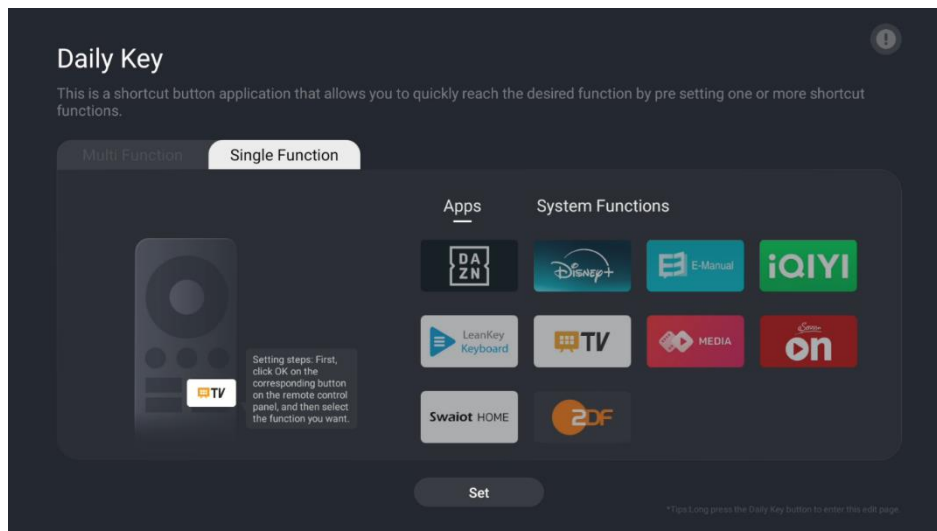 Daily Key
This is a shortcut button application that allows you to quickly reach the desired function by pre setting one or more shortcut
functions.
Multi Function
Single Function
Apps
System Functions
DA
ZN
Disney+
E-Manual
iQIYI
LeanKey
Keyboard
TV
MEDIA
on
Swaiot HOME
ZDF
Setting steps: First,
click OK on the
corresponding button
on the remote control
panel, and then select
the function you want.
TV
Set
*Tips:Long press the Daily Key button to enter this edit page.